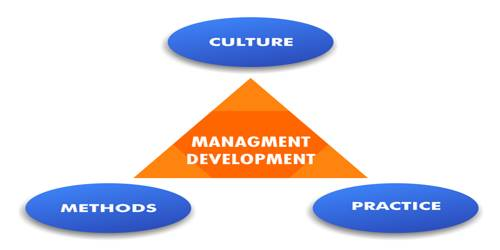 CULTURE
MANAGMENT
DEVELOPMENT
METHODS
PRACTICE